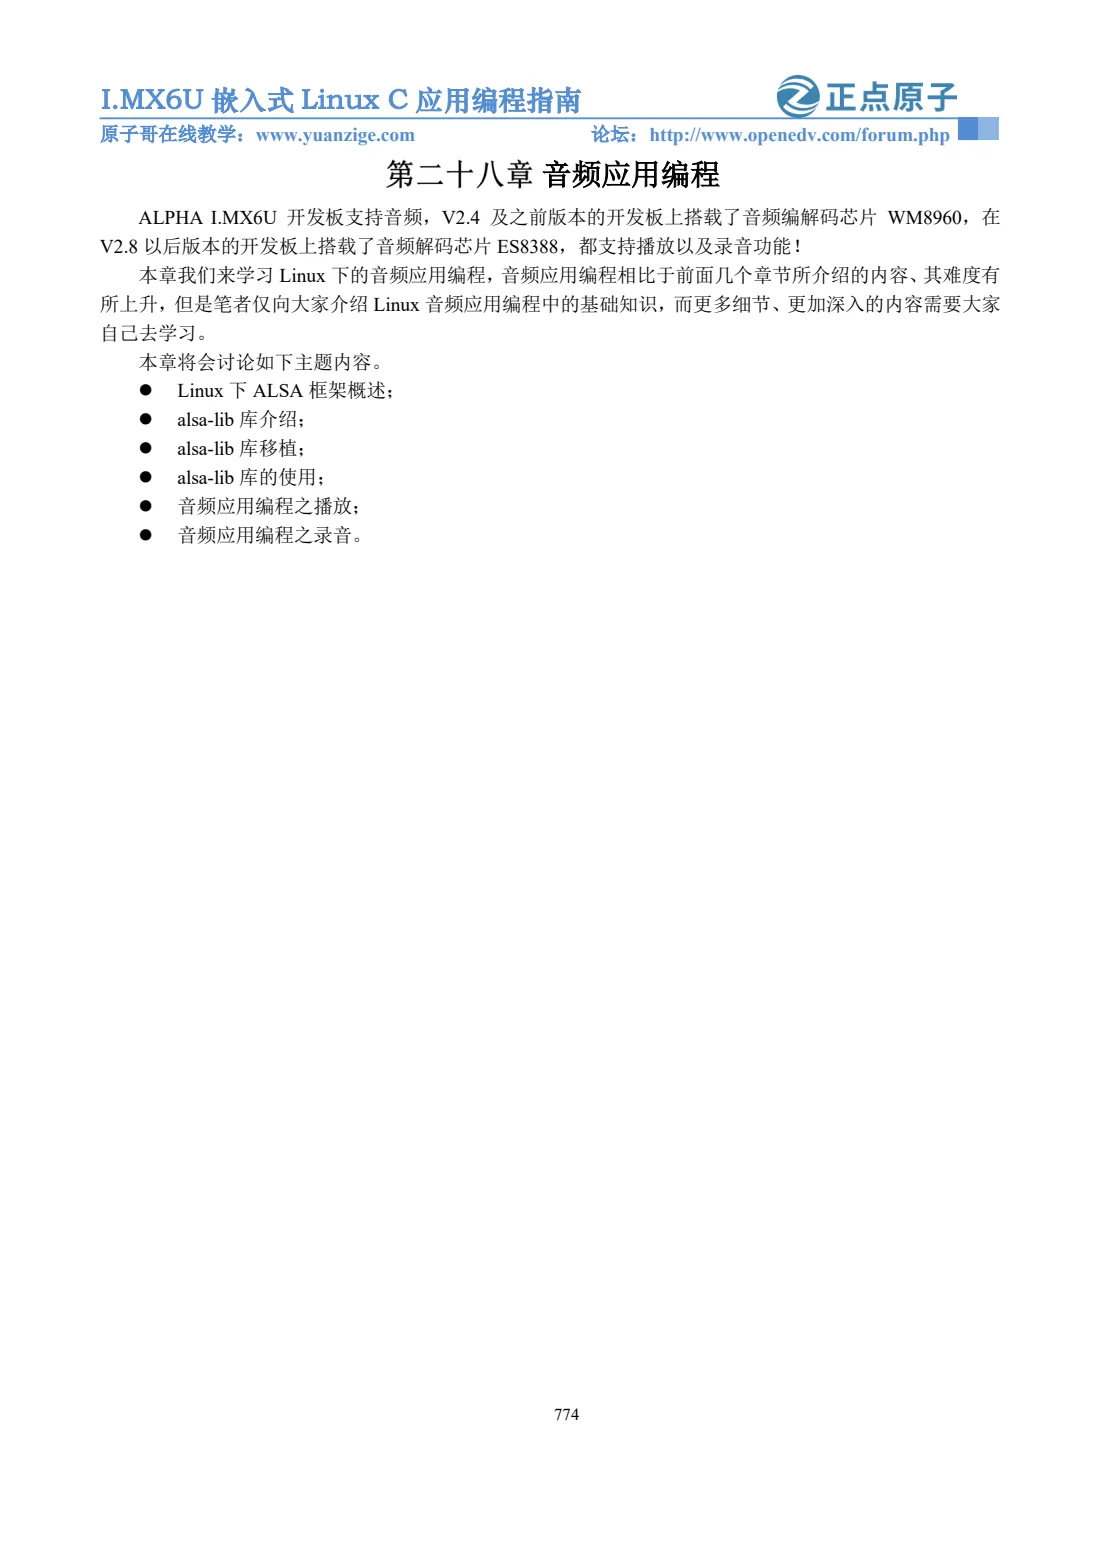 I.MX6U 嵌入式 Linux C 应用编程指南
正点原子
原子哥在线教学：www.yuanzige.com 论坛：http://www.openedv.com/forum.php
第二十八章 音频应用编程
ALPHA I.MX6U 开发板支持音频，V2.4 及之前版本的开发板上搭载了音频编解码芯片 WM8960，在
V2.8 以后版本的开发板上搭载了音频解码芯片 ES8388，都支持播放以及录音功能！
本章我们来学习 Linux 下的音频应用编程，音频应用编程相比于前面几个章节所介绍的内容、其难度有
所上升，但是笔者仅向大家介绍 Linux 音频应用编程中的基础知识，而更多细节、更加深入的内容需要大家
自己去学习。
本章将会讨论如下主题内容。
● Linux 下 ALSA 框架概述；
● alsa-lib 库介绍；
● alsa-lib 库移植；
● alsa-lib 库的使用；
● 音频应用编程之播放；
● 音频应用编程之录音。
774